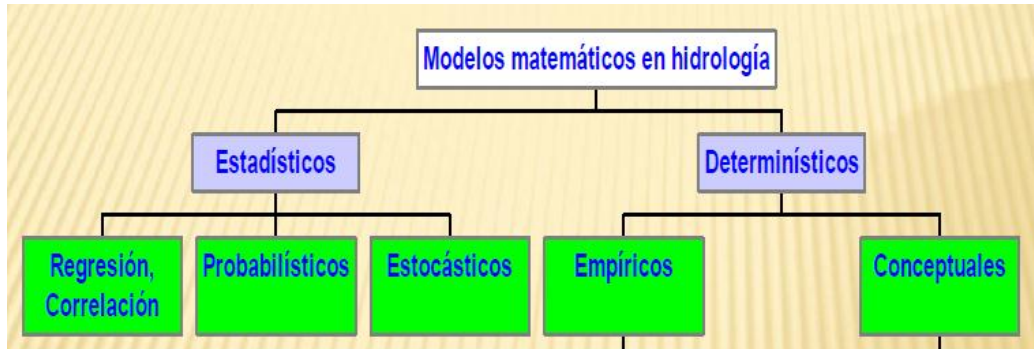 Modelos matemáticos en hidrología
Estadísticos
Determinísticos
Regresión,
Correlación
Probabilísticos
Estocásticos
Empíricos
Conceptuales